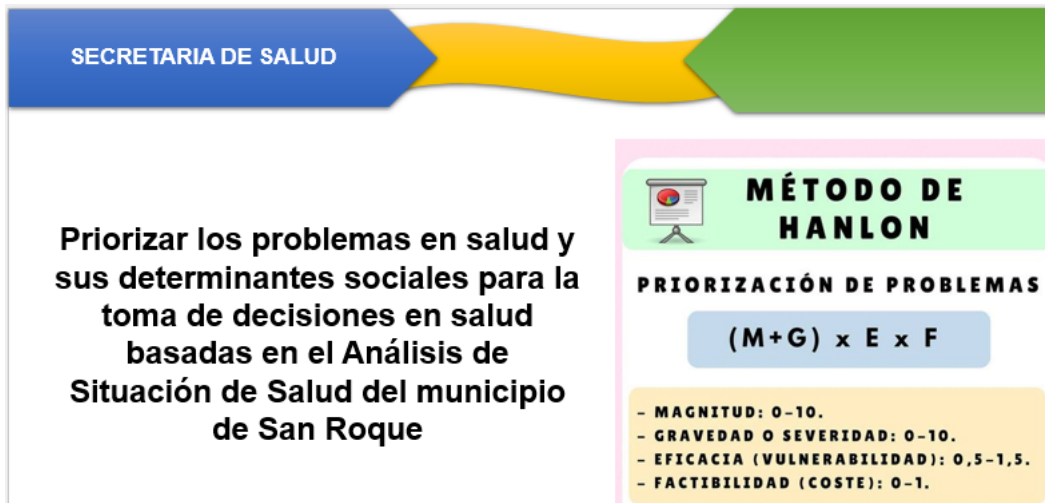 SECRETARIA DE SALUD
Priorizar los problemas en salud y
sus determinantes sociales para la
toma de decisiones en salud
basadas en el Análisis de
Situación de Salud del municipio
de San Roque
MÉTODO DE
HANLON
PRIORIZACIÓN DE PROBLEMAS
(M+G) x E x F
- MAGNITUD: 0-10.
- GRAVEDAD O SEVERIDAD: 0-10.
- EFICACIA (VULNERABILIDAD): 0,5-1,5.
- FACTIBILIDAD (COSTE): 0-1.